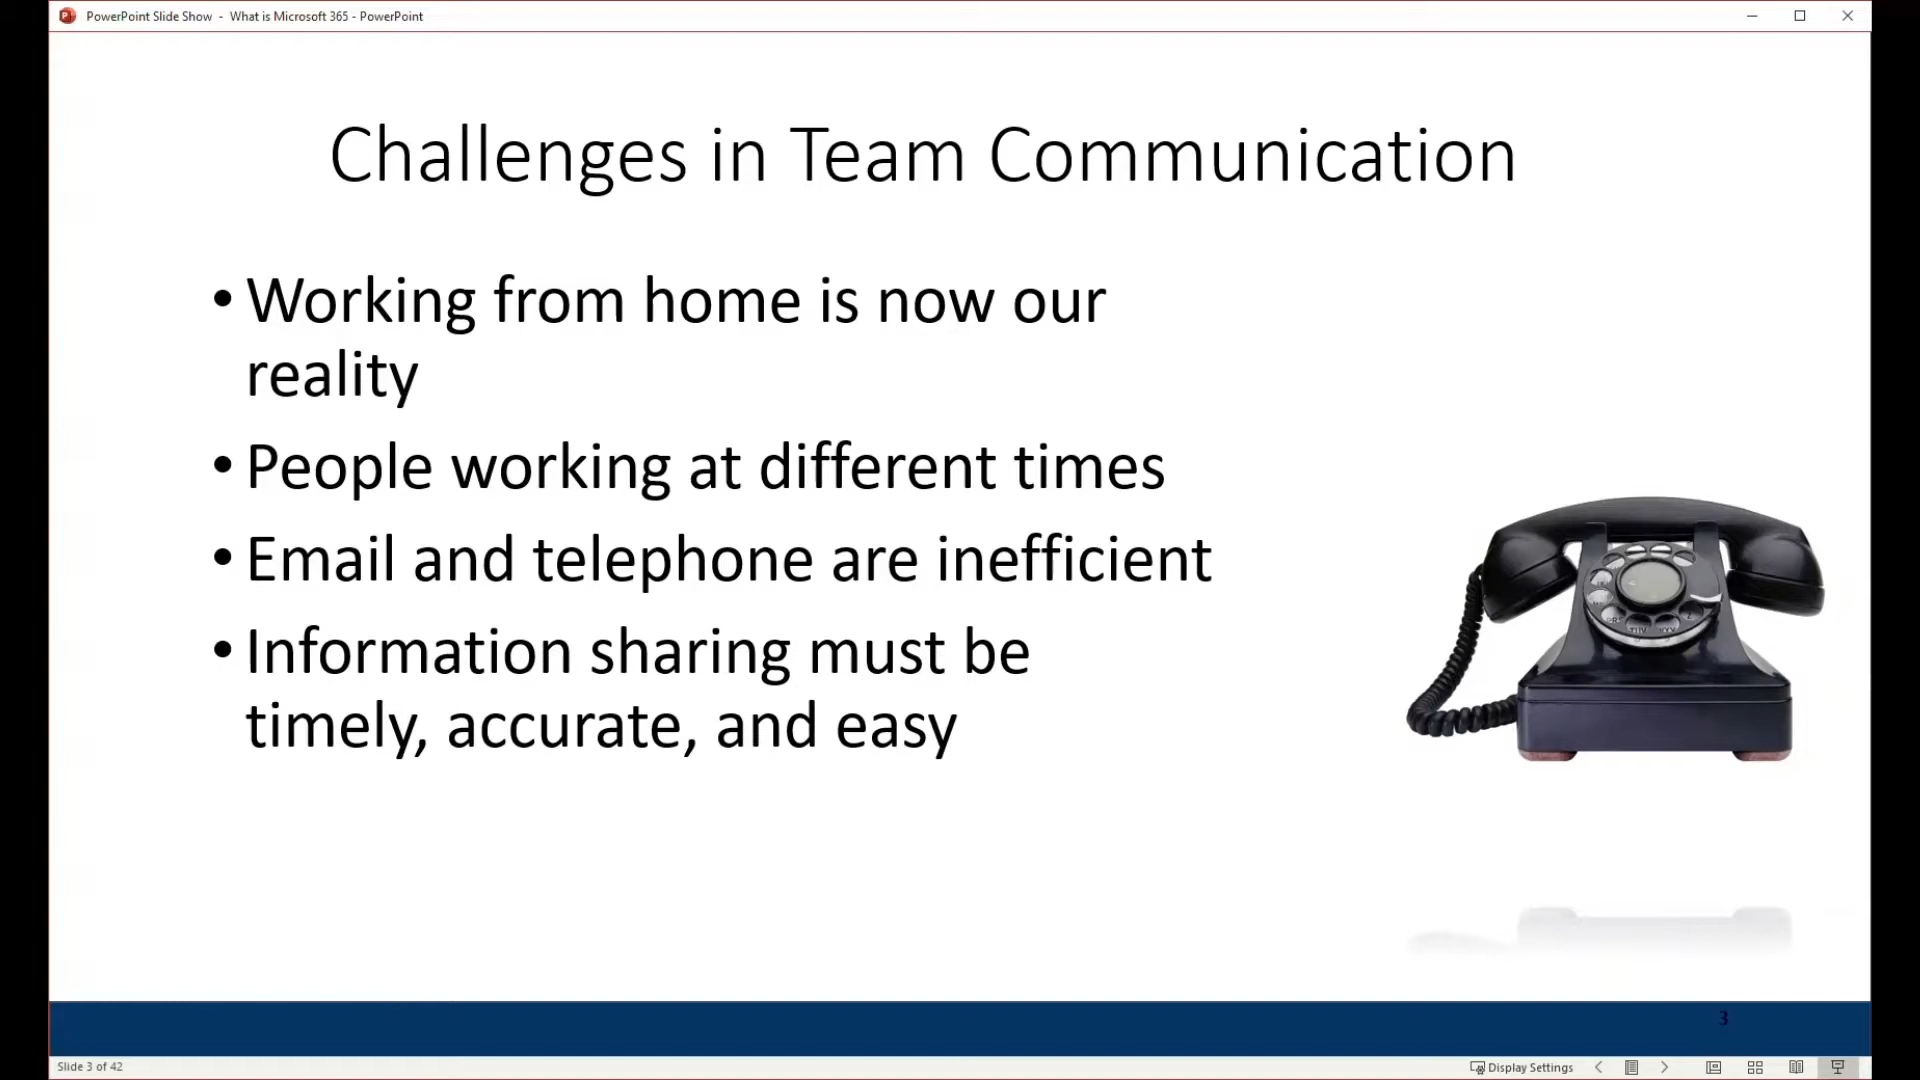 PowerPoint Slide Show - What is Microsoft 365 - PowerPoint
Challenges in Team Communication
• Working from home is now our
reality
• People working at different times
• Email and telephone are inefficient
• Information sharing must be
timely, accurate, and easy
3
Slide 3 of 42
Display Settings